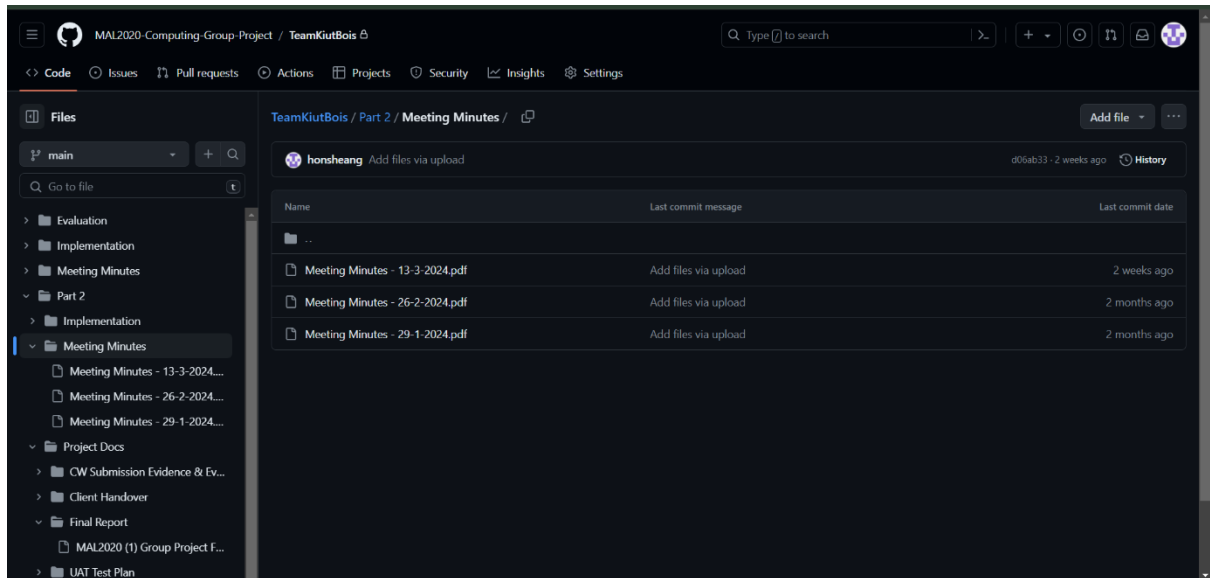 MAL2020-Computing-Group-Project / TeamKiutBois
Type / to search
Code Issues Pull requests Actions Projects Security Insights Settings
Files
main
Go to file t
Evaluation
Implementation
Meeting Minutes
Part 2
Implementation
Meeting Minutes
Meeting Minutes - 13-3-2024....
Meeting Minutes - 26-2-2024....
Meeting Minutes - 29-1-2024....
Project Docs
CW Submission Evidence & Ev...
Client Handover
Final Report
MAL2020 (1) Group Project F...
UAT Test Plan
TeamKiutBois / Part 2 / Meeting Minutes /
Add file
honsheang Add files via upload
d06ab33 · 2 weeks ago History
Name Last commit message Last commit date
..
Meeting Minutes - 13-3-2024.pdf Add files via upload 2 weeks ago
Meeting Minutes - 26-2-2024.pdf Add files via upload 2 months ago
Meeting Minutes - 29-1-2024.pdf Add files via upload 2 months ago